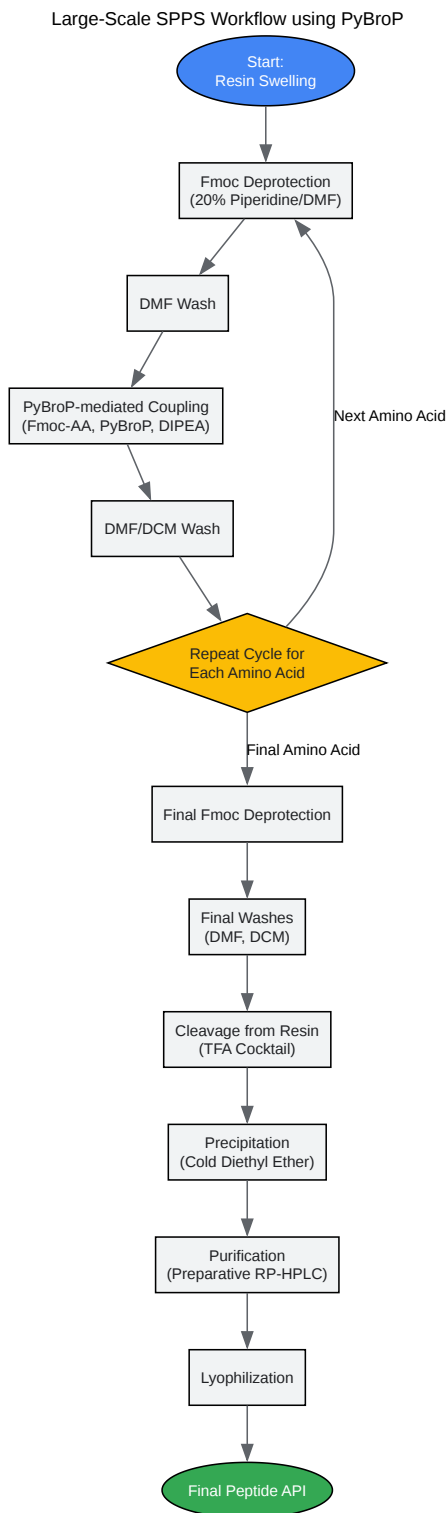 Large-Scale SPPS Workflow using PyBroP
Start:
Resin Swelling
Fmoc Deprotection
(20% Piperidine/DMF)
DMF Wash
PyBroP-mediated Coupling
(Fmoc-AA, PyBroP, DIPEA)
Next Amino Acid
DMF/DCM Wash
Repeat Cycle for
Each Amino Acid
Final Amino Acid
Final Fmoc Deprotection
Final Washes
(DMF, DCM)
Cleavage from Resin
(TFA Cocktail)
Precipitation
(Cold Diethyl Ether)
Purification
(Preparative RP-HPLC)
Lyophilization
Final Peptide API